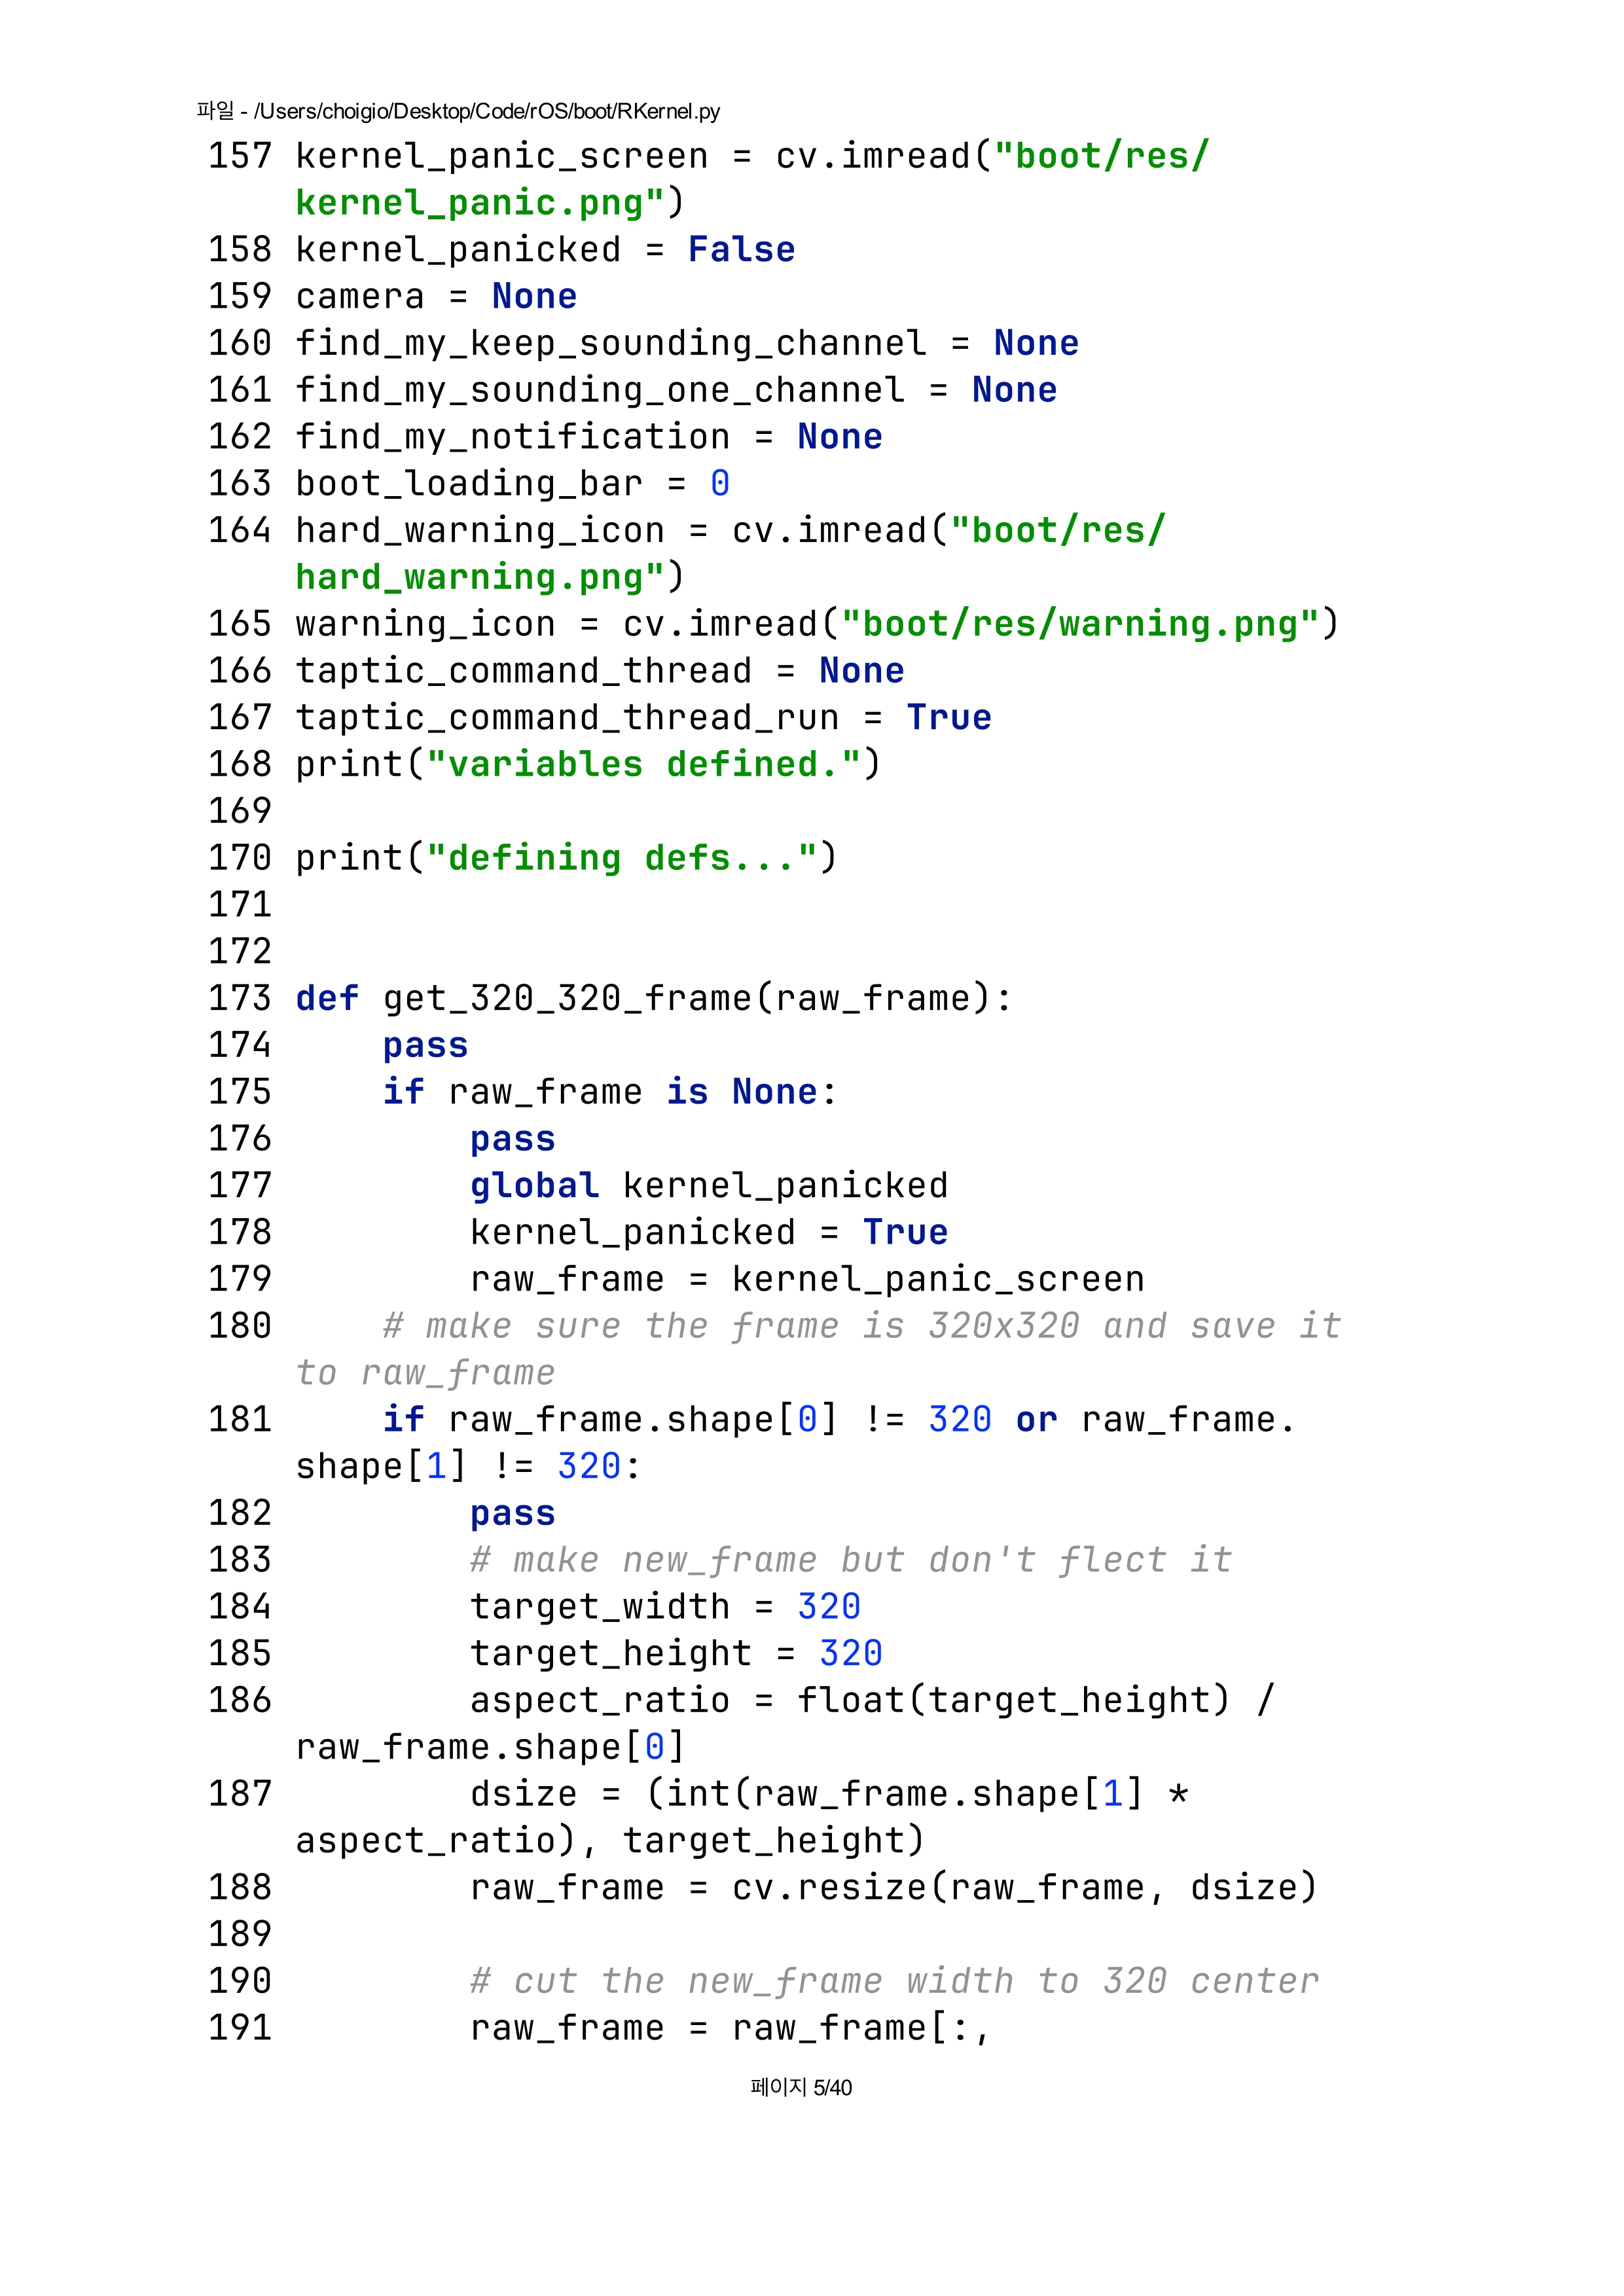 파일 - /Users/choigio/Desktop/Code/rOS/boot/RKernel.py
157 kernel_panic_screen = cv.imread("boot/res/
kernel_panic.png")
158 kernel_panicked = False
159 camera = None
160 find_my_keep_sounding_channel = None
161 find_my_sounding_one_channel = None
162 find_my_notification = None
163 boot_loading_bar = 0
164 hard_warning_icon = cv.imread("boot/res/
hard_warning.png")
165 warning_icon = cv.imread("boot/res/warning.png")
166 taptic_command_thread = None
167 taptic_command_thread_run = True
168 print("variables defined.")
169
170 print("defining defs...")
171
172
173 def get_320_320_frame(raw_frame):
174     pass
175     if raw_frame is None:
176         pass
177         global kernel_panicked
178         kernel_panicked = True
179         raw_frame = kernel_panic_screen
180     # make sure the frame is 320x320 and save it
to raw_frame
181     if raw_frame.shape[0] != 320 or raw_frame.
shape[1] != 320:
182         pass
183         # make new_frame but don't flect it
184         target_width = 320
185         target_height = 320
186         aspect_ratio = float(target_height) /
raw_frame.shape[0]
187         dsize = (int(raw_frame.shape[1] *
aspect_ratio), target_height)
188         raw_frame = cv.resize(raw_frame, dsize)
189
190         # cut the new_frame width to 320 center
191         raw_frame = raw_frame[:,
페이지 5/40